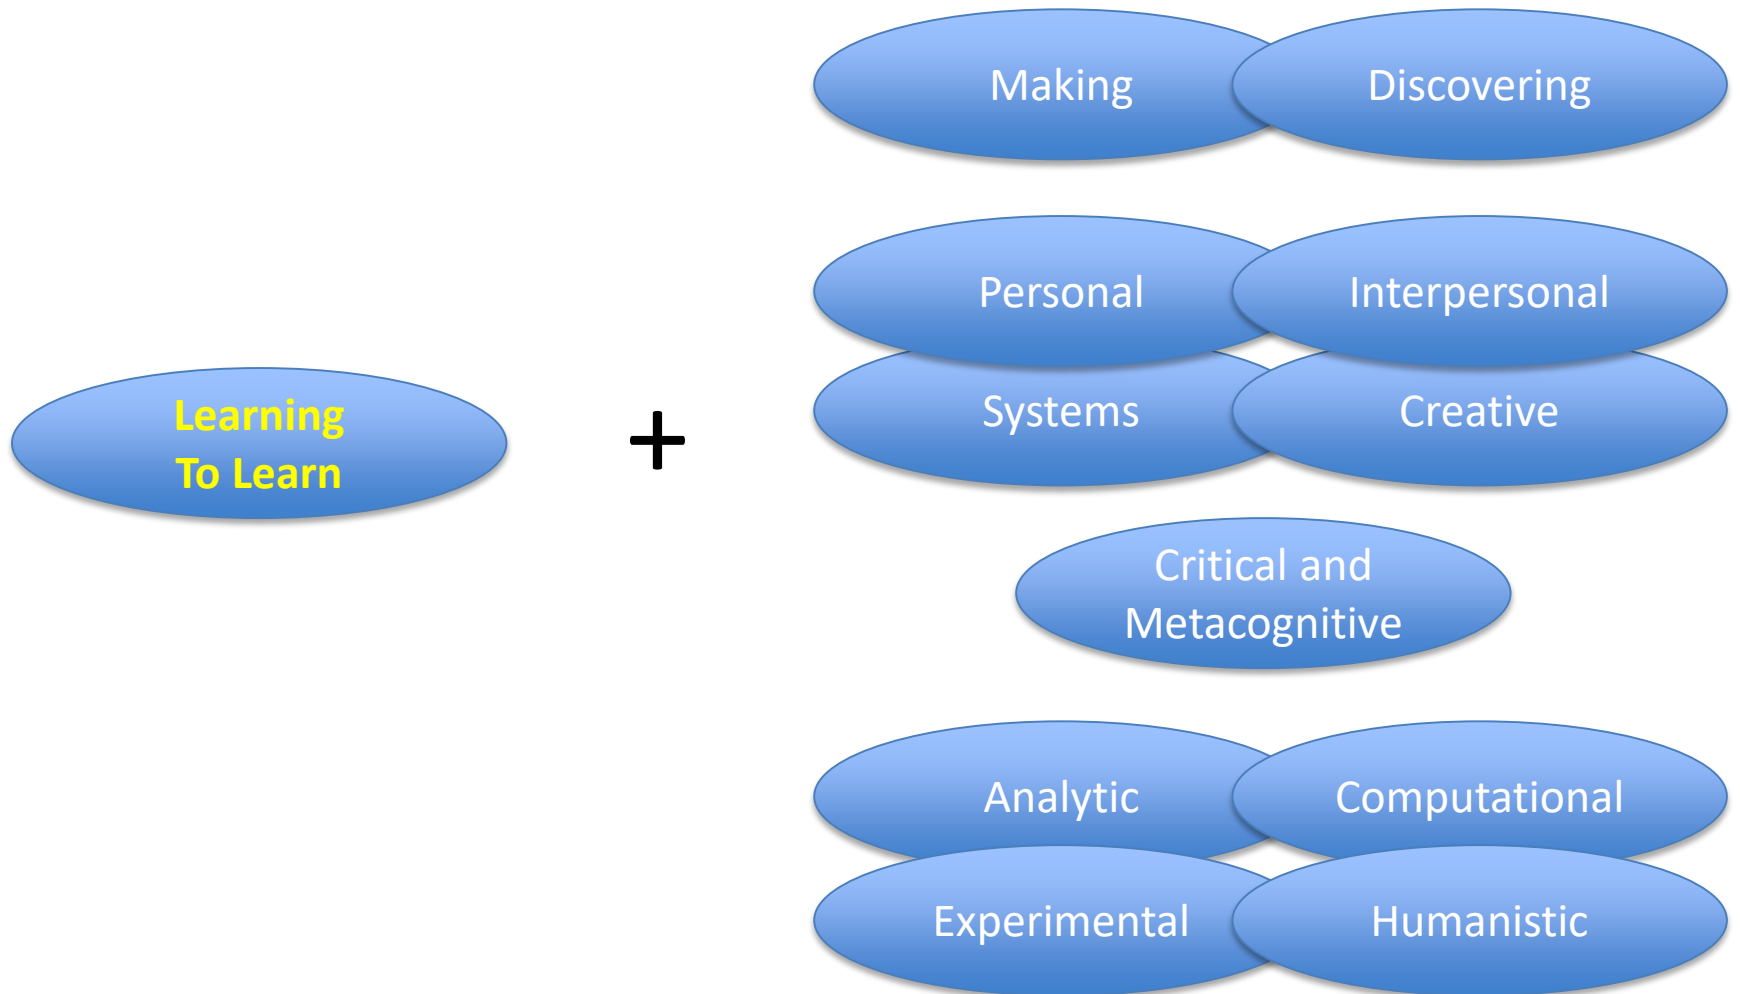 Making
Discovering
Personal
Interpersonal
Systems
Creative
Learning
To Learn
+
Critical and
Metacognitive
Analytic
Computational
Experimental
Humanistic